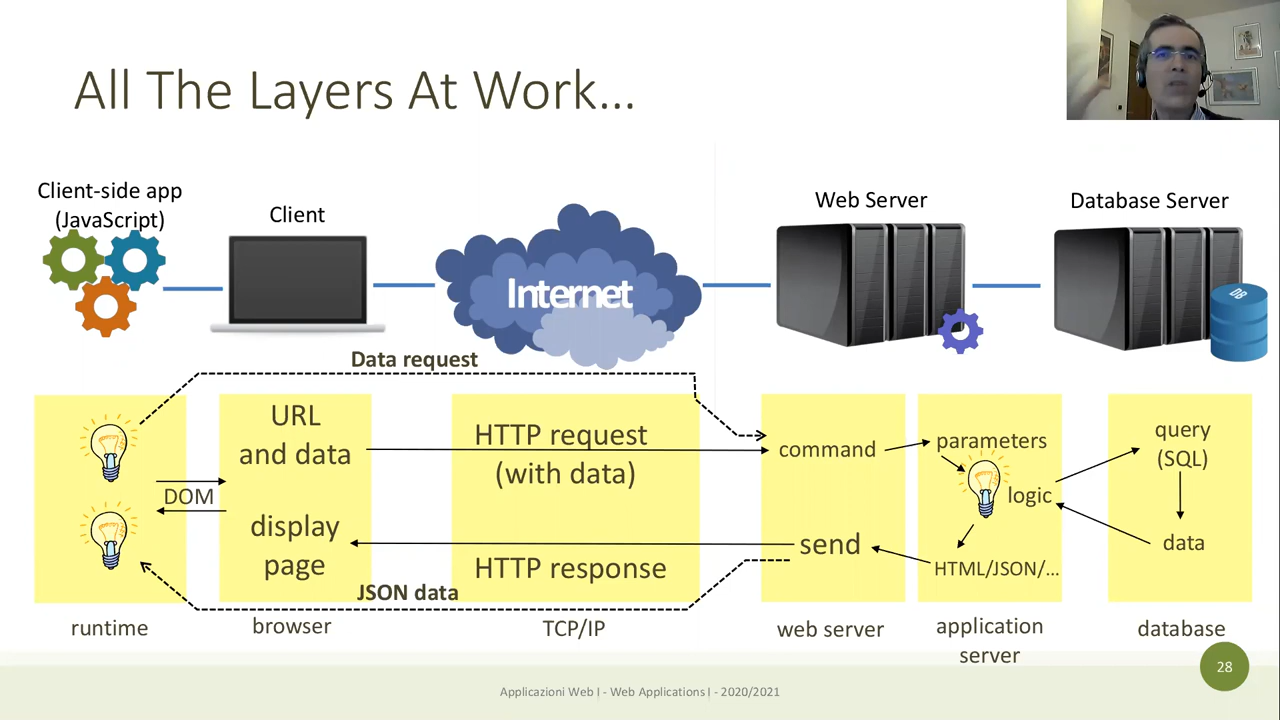 All The Layers At Work...
Client-side app
(JavaScript)
Client
Internet
Web Server
Database Server
DB
Data request
URL
and data
HTTP request
(with data)
command
parameters
query
(SQL)
DOM
logic
display
page
send
data
HTTP response
HTML/JSON/...
JSON data
runtime
browser
TCP/IP
web server
application
server
database
28
Applicazioni Web I - Web Applications I - 2020/2021